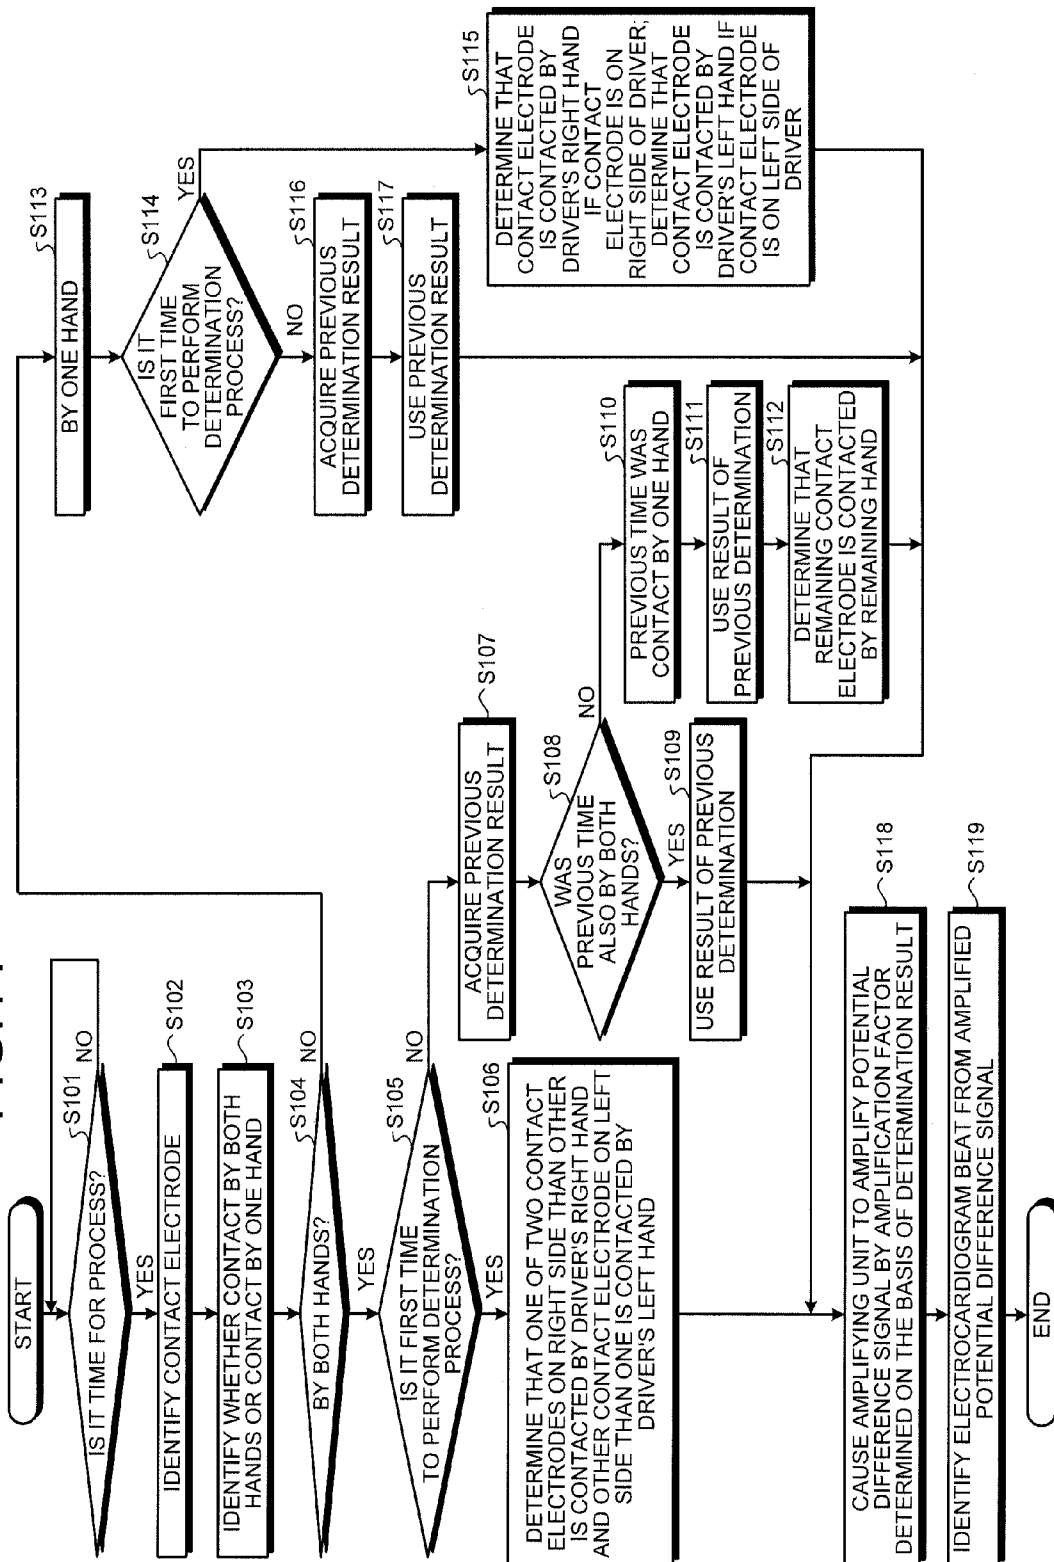 START
IS IT TIME FOR PROCESS?
S101
NO
YES
IDENTIFY CONTACT ELECTRODE
S102
IDENTIFY WHETHER CONTACT BY BOTH
HANDS OR CONTACT BY ONE HAND
S103
BY BOTH HANDS?
S104
NO
YES
IS IT FIRST TIME
TO PERFORM DETERMINATION
PROCESS?
S105
NO
YES
DETERMINE THAT ONE OF TWO CONTACT
ELECTRODES ON RIGHT SIDE THAN OTHER
IS CONTACTED BY DRIVER'S RIGHT HAND
AND OTHER CONTACT ELECTRODE ON LEFT
SIDE THAN ONE IS CONTACTED BY
DRIVER'S LEFT HAND
S106
ACQUIRE PREVIOUS
DETERMINATION RESULT
S107
WAS
PREVIOUS TIME
ALSO BY BOTH
HANDS?
S108
NO
YES
USE RESULT OF PREVIOUS
DETERMINATION
S109
PREVIOUS TIME WAS
CONTACT BY ONE HAND
S110
USE RESULT OF
PREVIOUS DETERMINATION
S111
DETERMINE THAT
REMAINING CONTACT
ELECTRODE IS CONTACTED
BY REMAINING HAND
S112
BY ONE HAND
S113
IS IT
FIRST TIME
TO PERFORM
DETERMINATION
PROCESS?
S114
YES
NO
DETERMINE THAT
CONTACT ELECTRODE
IS CONTACTED BY
DRIVER'S RIGHT HAND
IF CONTACT
ELECTRODE IS ON
RIGHT SIDE OF DRIVER;
DETERMINE THAT
CONTACT ELECTRODE
IS CONTACTED BY
DRIVER'S LEFT HAND IF
CONTACT ELECTRODE
IS ON LEFT SIDE OF
DRIVER
S115
ACQUIRE PREVIOUS
DETERMINATION RESULT
S116
USE PREVIOUS
DETERMINATION RESULT
S117
CAUSE AMPLIFYING UNIT TO AMPLIFY POTENTIAL
DIFFERENCE SIGNAL BY AMPLIFICATION FACTOR
DETERMINED ON THE BASIS OF DETERMINATION RESULT
S118
IDENTIFY ELECTROCARDIOGRAM BEAT FROM AMPLIFIED
POTENTIAL DIFFERENCE SIGNAL
S119
END